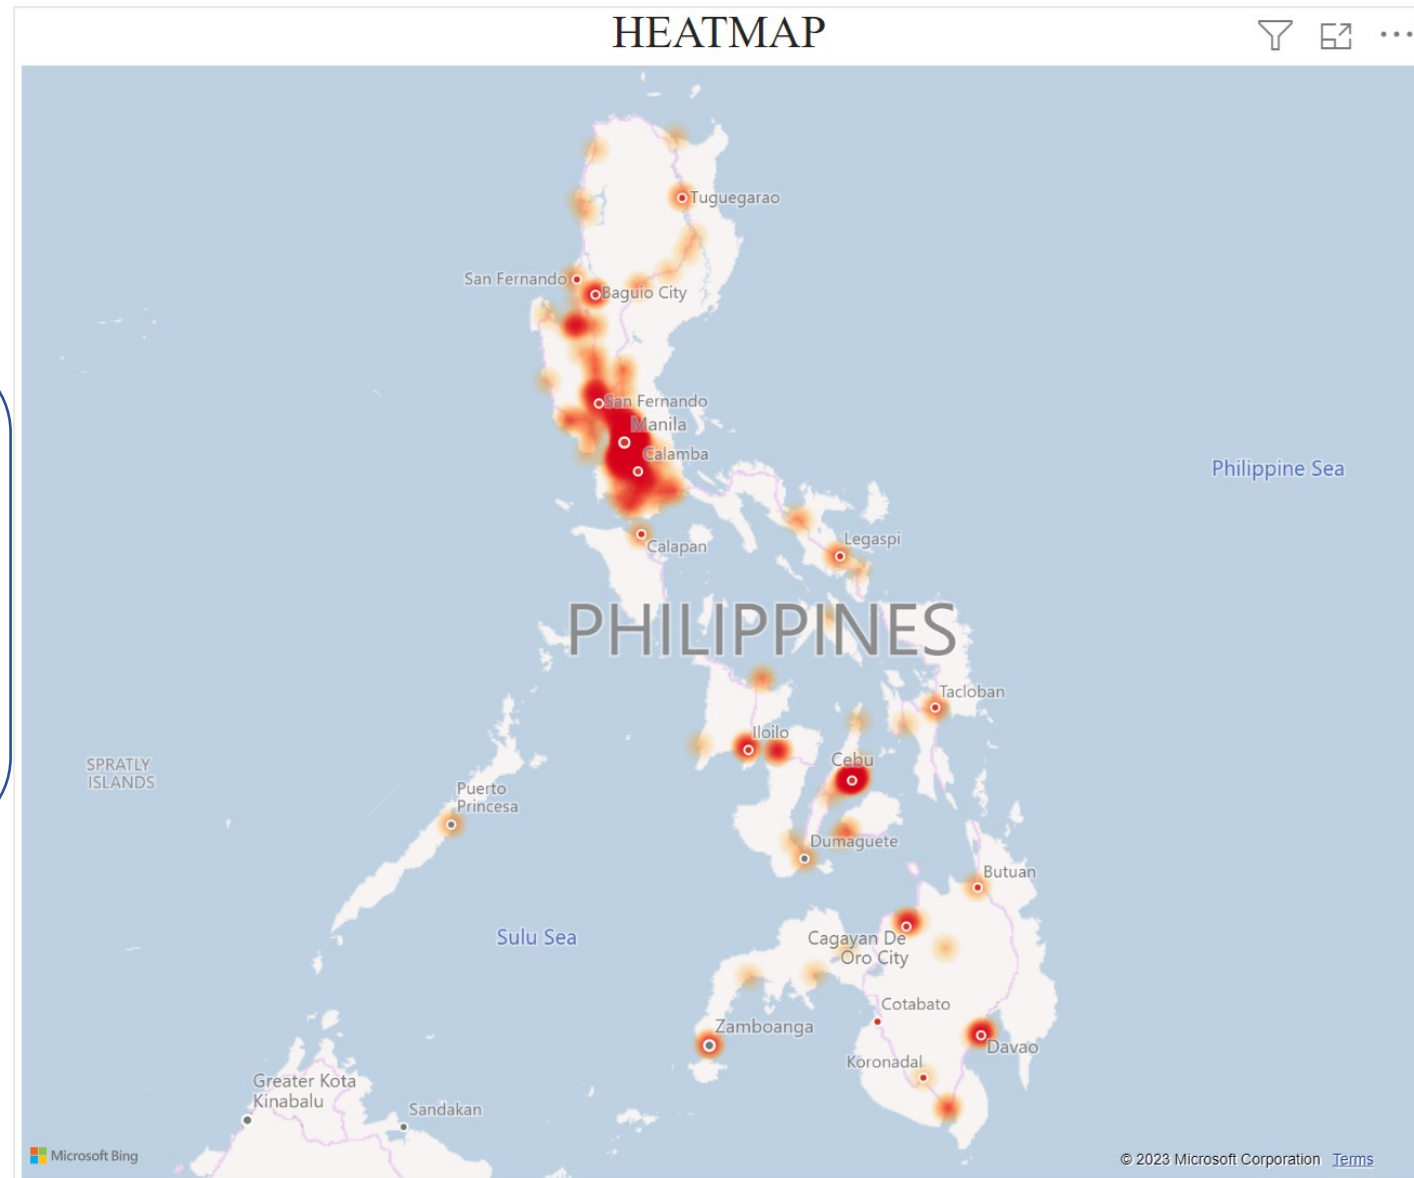 HEATMAP
Tuguegarao
San Fernando
Baguio City
San Fernando
Manila
Calamba
Philippine Sea
Legaspi
Calapan
PHILIPPINES
Tacloban
Iloilo
Cebu
SPRATLY
ISLANDS
Puerto
Princesa
Dumaguete
Butuan
Sulu Sea
Cagayan De
Oro City
Cotabato
Zamboanga
Davao
Koronadal
Greater Kota
Kinabalu
Sandakan
Microsoft Bing
© 2023 Microsoft Corporation Terms